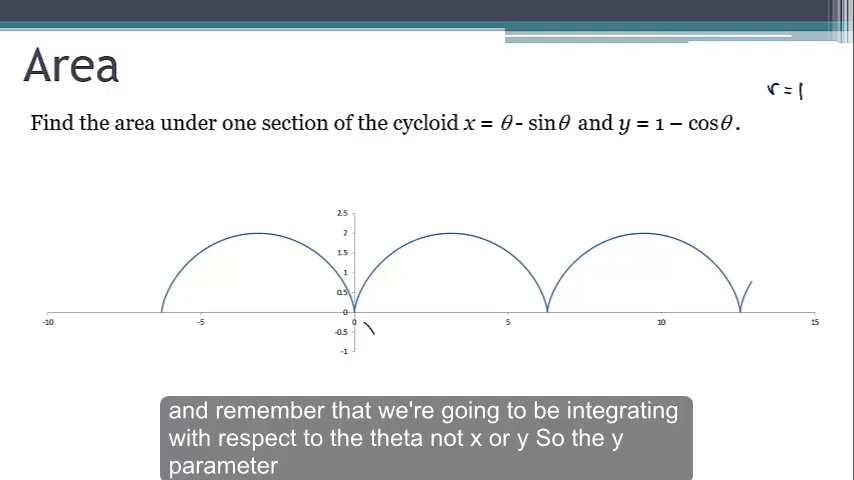 Area
r = 1
Find the area under one section of the cycloid x = θ - sinθ and y = 1 – cosθ.
2.5
2
1.5
1
0.5
0
-10 -5 0 5 10 15
-0.5
-1
and remember that we're going to be integrating
with respect to the theta not x or y So the y
parameter